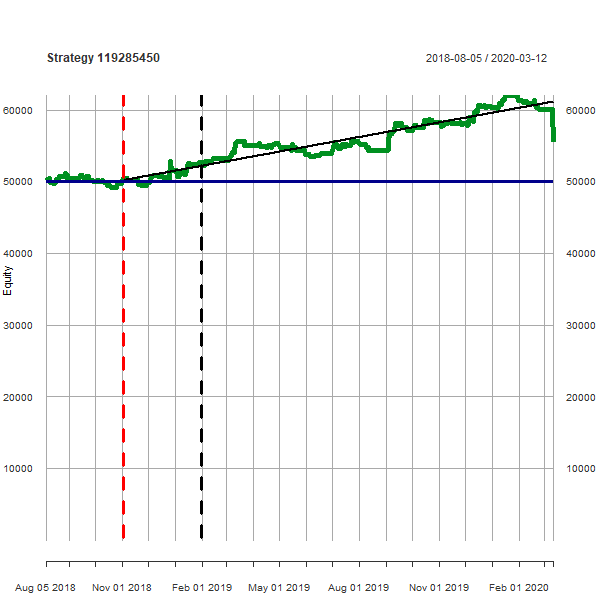 Strategy 119285450
2018-08-05 / 2020-03-12
60000
60000
50000
50000
40000
40000
Equity
30000
30000
20000
20000
10000
10000
Aug 05 2018
Nov 01 2018
Feb 01 2019
May 01 2019
Aug 01 2019
Nov 01 2019
Feb 01 2020